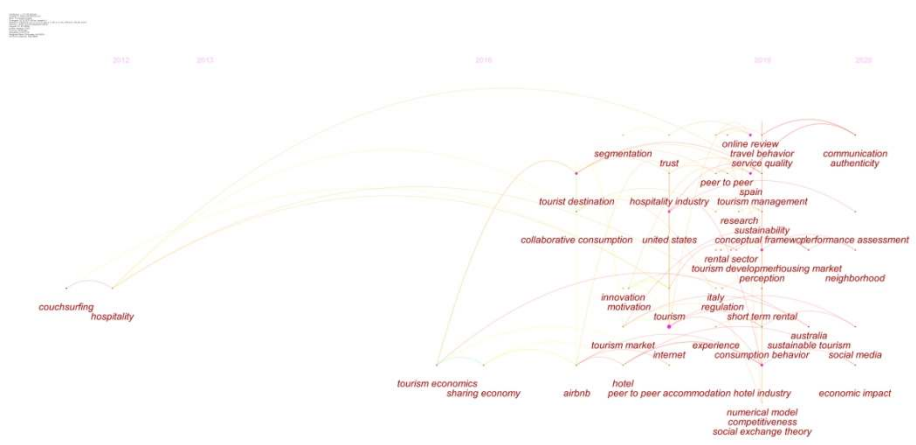 2012 2013 2016 2019 2020
online review
segmentation travel behavior communication
trust service quality authenticity
peer to peer
spain
tourist destination hospitality industry tourism management
research
sustainability
collaborative consumption united states conceptual framework performance assessment
rental sector
tourism development housing market
perception neighborhood
couchsurfing innovation italy
hospitality motivation regulation
tourism short term rental
australia
tourism market experience sustainable tourism
internet consumption behavior social media
tourism economics hotel
sharing economy airbnb peer to peer accommodation hotel industry economic impact
numerical model
competitiveness
social exchange theory